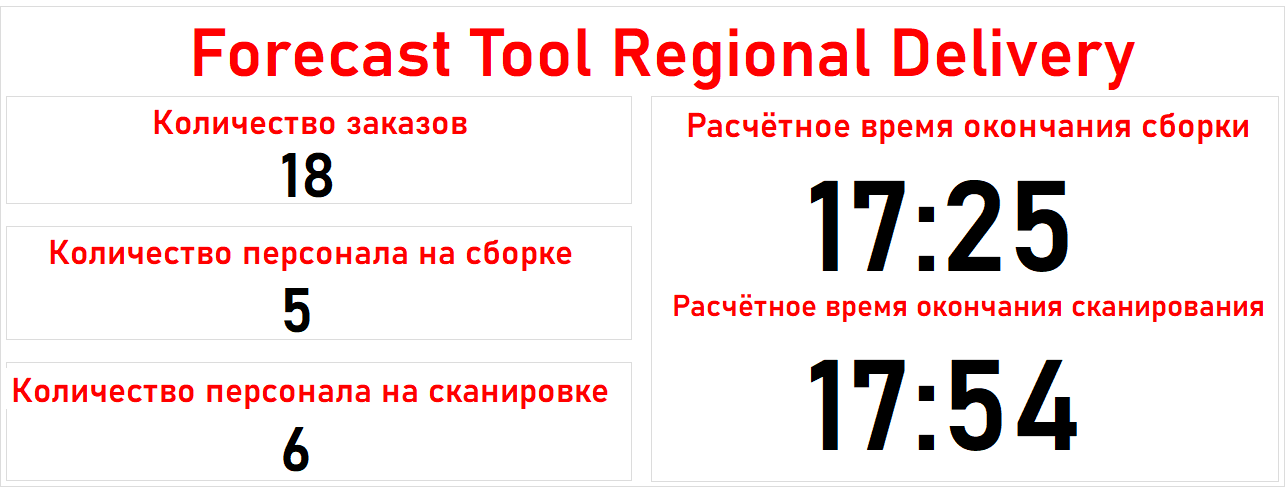 Forecast Tool Regional Delivery
Количество заказов
18
Количество персонала на сборке
5
Количество персонала на сканировке
6
Расчётное время окончания сборки
17:25
Расчётное время окончания сканирования
17:54